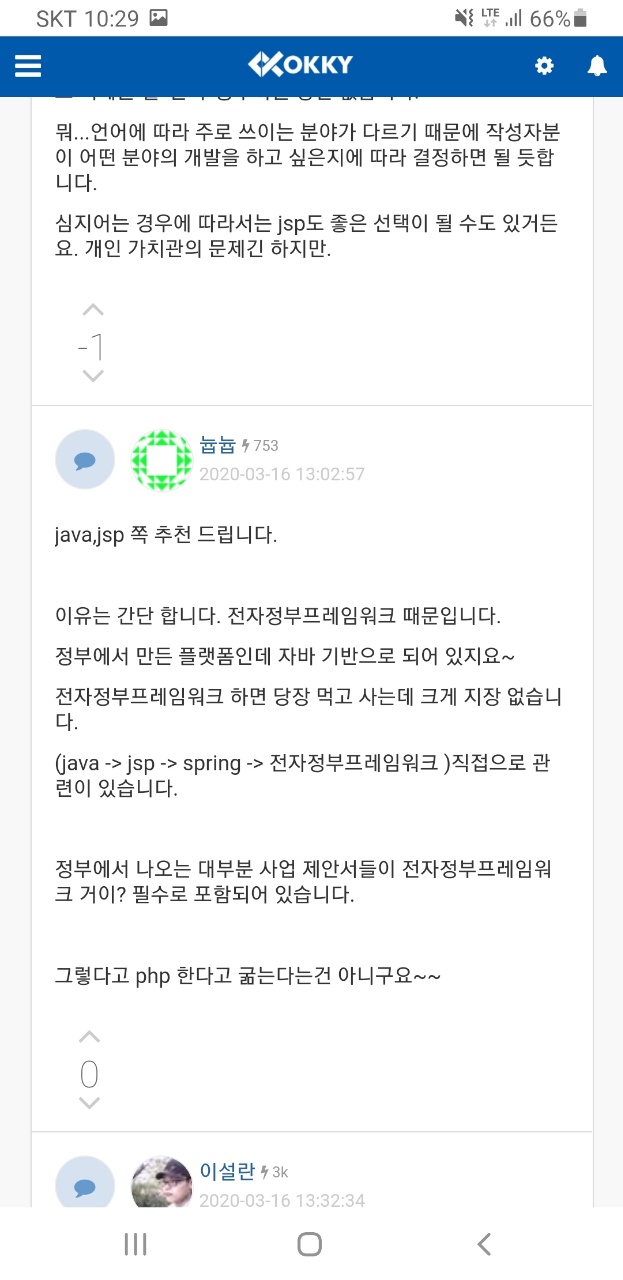 SKT 10:29
LTE
66%
OKKY
뭐...언어에 따라 주로 쓰이는 분야가 다르기 때문에 작성자분
이 어떤 분야의 개발을 하고 싶은지에 따라 결정하면 될 듯합
니다.
심지어는 경우에 따라서는 jsp도 좋은 선택이 될 수도 있거든
요. 개인 가치관의 문제긴 하지만.
-1
늅늅 753
2020-03-16 13:02:57
java,jsp 쪽 추천 드립니다.
이유는 간단 합니다. 전자정부프레임워크 때문입니다.
정부에서 만든 플랫폼인데 자바 기반으로 되어 있지요~
전자정부프레임워크 하면 당장 먹고 사는데 크게 지장 없습니
다.
(java -> jsp -> spring -> 전자정부프레임워크 )직접으로 관
련이 있습니다.
정부에서 나오는 대부분 사업 제안서들이 전자정부프레임워
크 거이? 필수로 포함되어 있습니다.
그렇다고 php 한다고 굶는다는건 아니구요~~
0
이설란 3k
2020-03-16 13:32:34